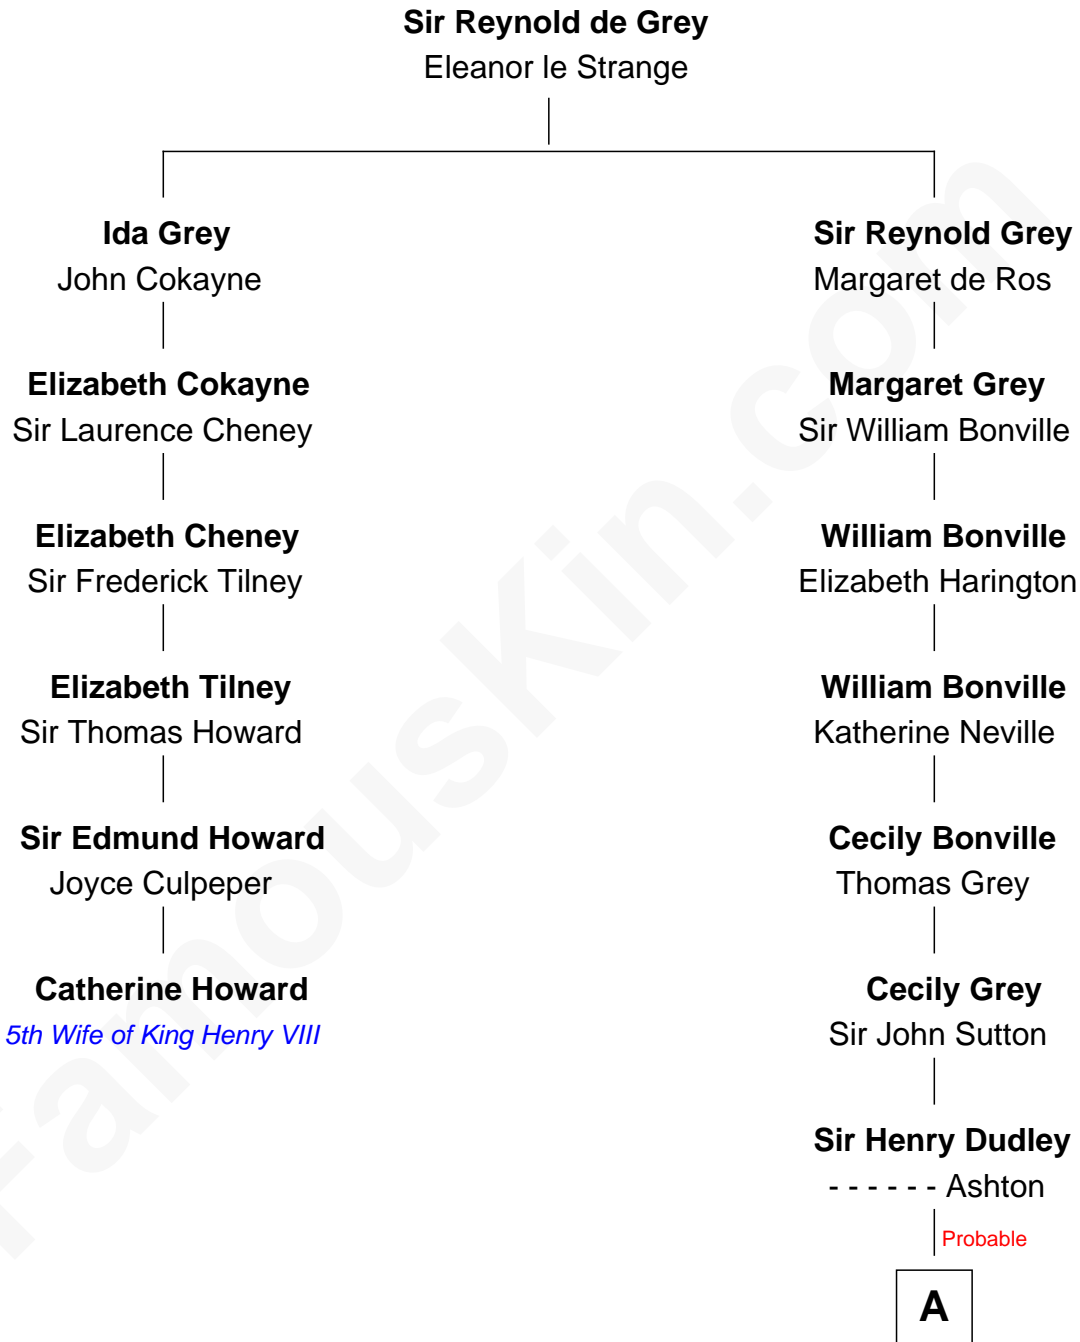 Sir Reynold de Grey
Eleanor le Strange
Ida Grey
John Cokayne
Sir Reynold Grey
Margaret de Ros
Elizabeth Cokayne
Sir Laurence Cheney
Margaret Grey
Sir William Bonville
Elizabeth Cheney
Sir Frederick Tilney
William Bonville
Elizabeth Harington
Elizabeth Tilney
Sir Thomas Howard
William Bonville
Katherine Neville
Sir Edmund Howard
Joyce Culpeper
Cecily Bonville
Thomas Grey
Catherine Howard
5th Wife of King Henry VIII
Cecily Grey
Sir John Sutton
Sir Henry Dudley
- - - - - - Ashton
Probable
A
FamousKin.com